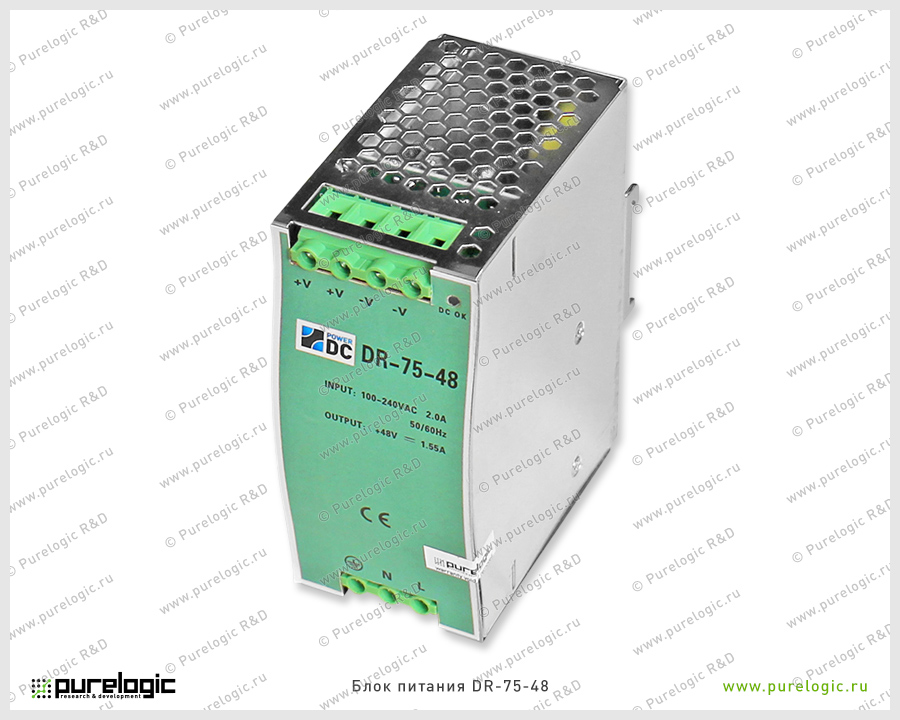 +V +V -V -V
DC OK
POWER
DC DR-75-48
INPUT: 100-240VAC 2.0A
50/60Hz
OUTPUT: +48V ⎓ 1.55A
CE
N L
purelogic
research & development
Блок питания DR-75-48
www.purelogic.ru
© Purelogic R&D
www.purelogic.ru